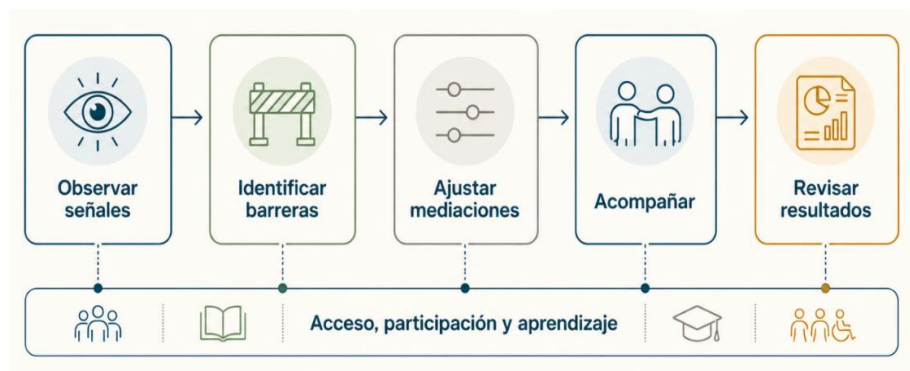 Observar
señales
Identificar
barreras
Ajustar
mediaciones
Acompañar
Revisar
resultados
Acceso, participación y aprendizaje